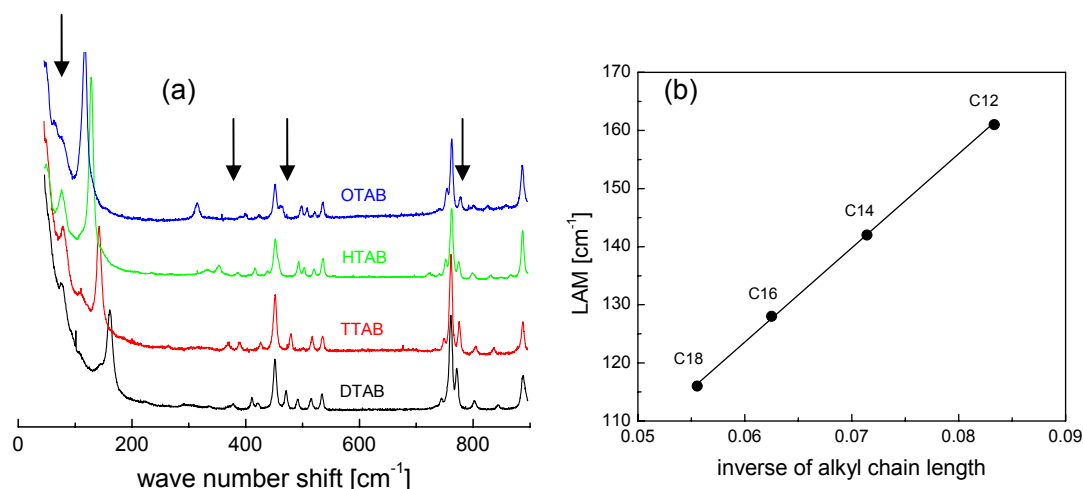 (a)
OTAB
HTAB
TTAB
DTAB
0 200 400 600 800
wave number shift [cm-1]
(b)
170
160
150
140
130
120
110
LAM [cm-1]
C12
C14
C16
C18
0.05 0.06 0.07 0.08 0.09
inverse of alkyl chain length